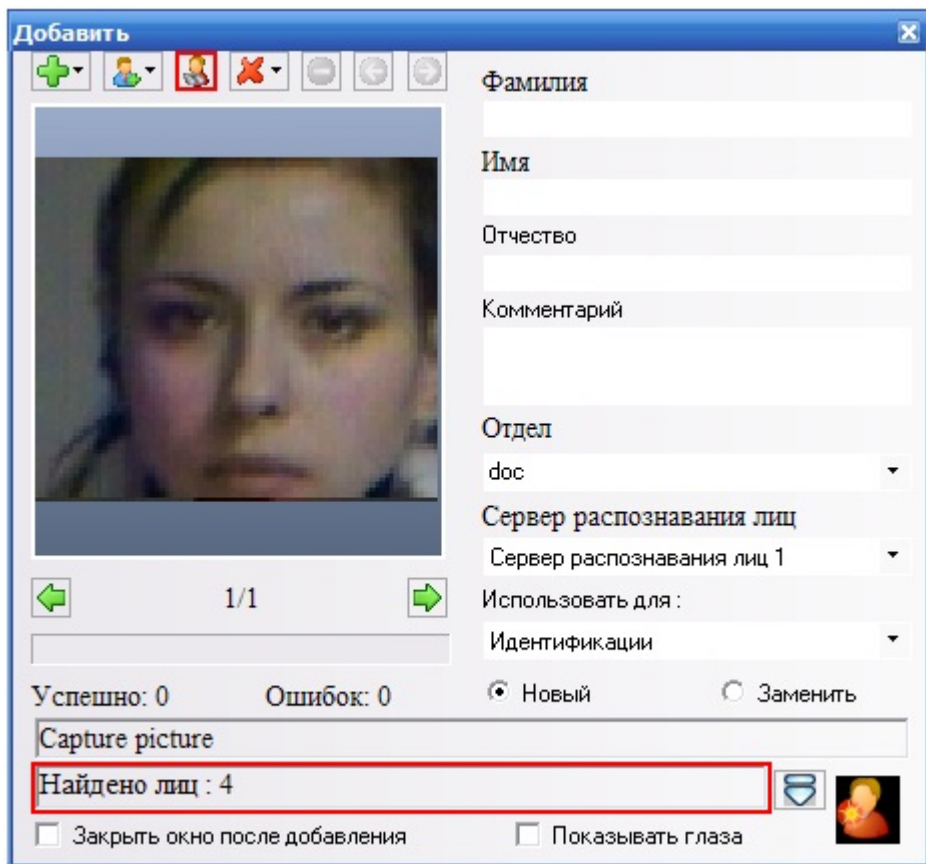 Добавить
Фамилия
Имя
Отчество
Комментарий
Отдел
doc
Сервер распознавания лиц
Сервер распознавания лиц 1
1/1
Использовать для :
Идентификации
Успешно: 0 Ошибок: 0
Новый Заменить
Capture picture
Найдено лиц : 4
Закрыть окно после добавления Показывать глаза